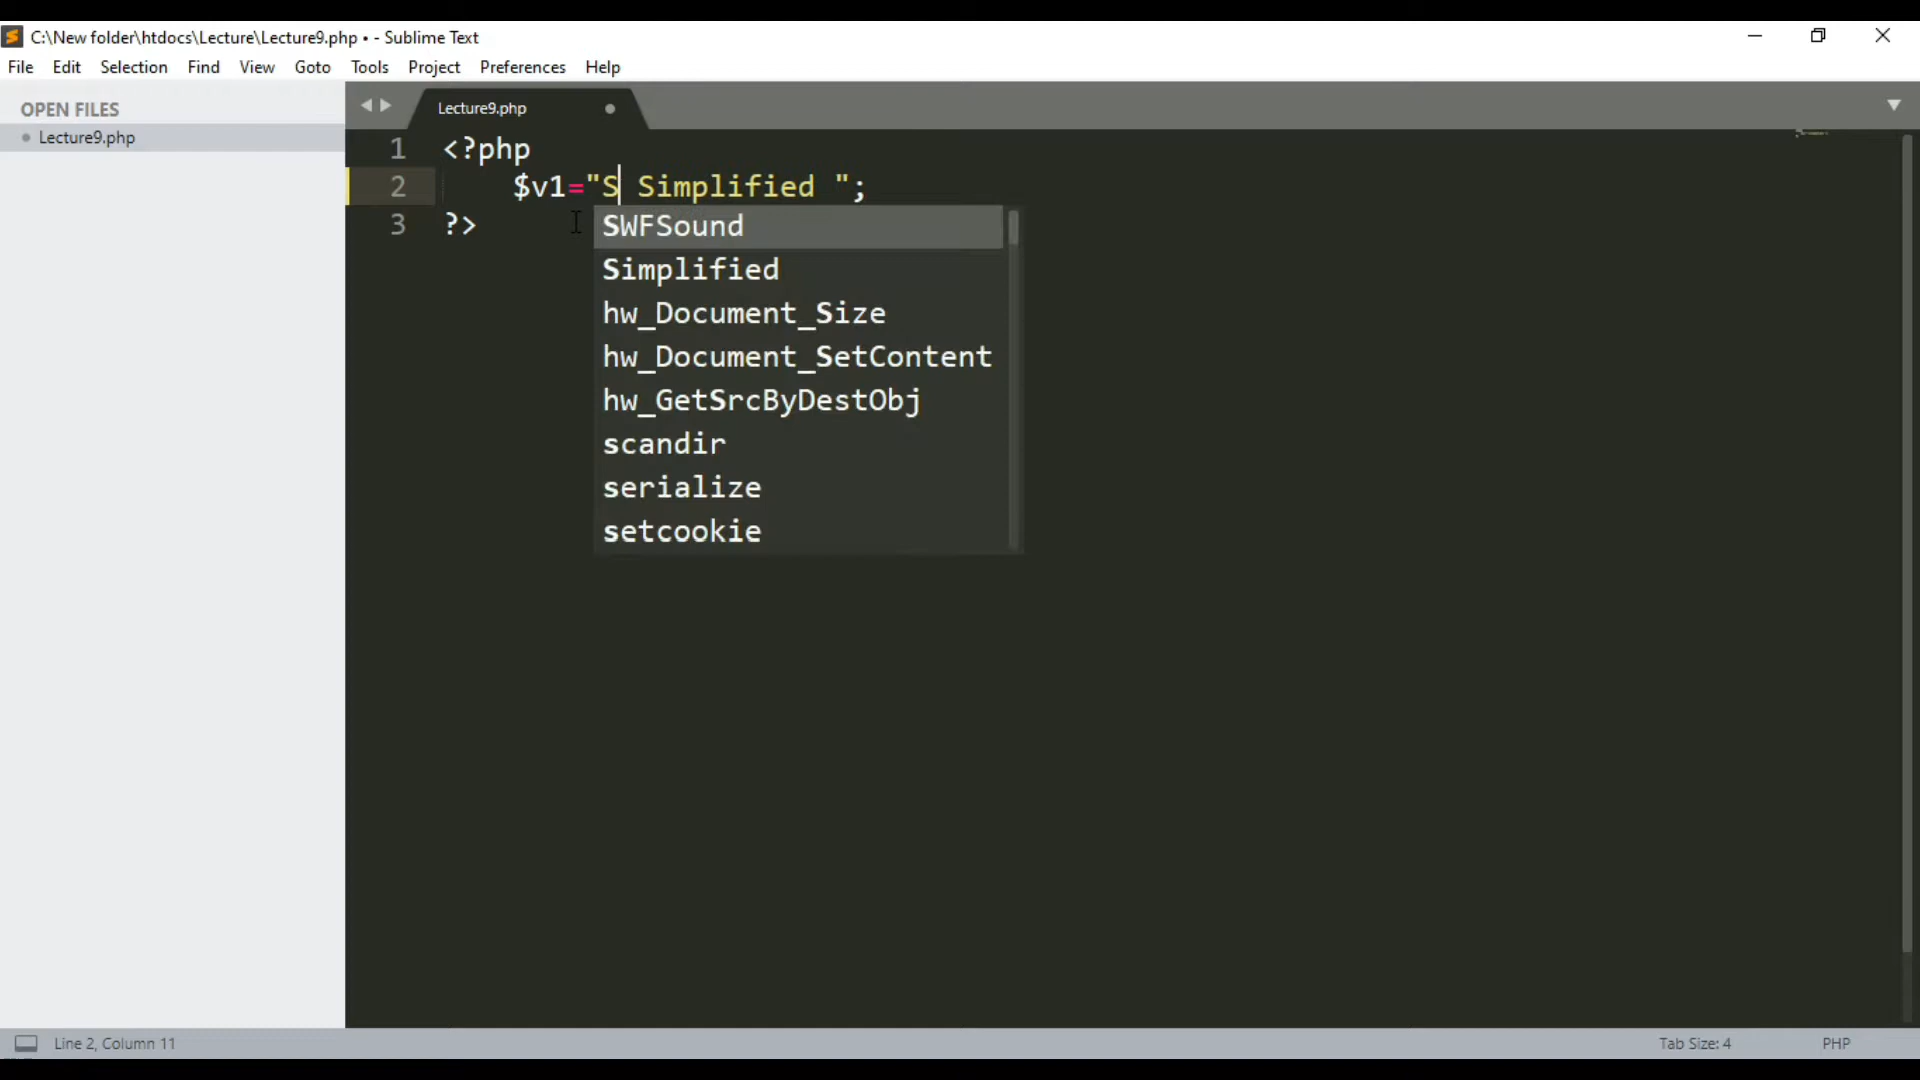 C:\New folder\htdocs\Lecture\Lecture9.php • - Sublime Text
File Edit Selection Find View Goto Tools Project Preferences Help
OPEN FILES
Lecture9.php
Lecture9.php
1 <?php
2 $v1="S Simplified ";
3 ?>
SWFSound
Simplified
hw_Document_Size
hw_Document_SetContent
hw_GetSrcByDestObj
scandir
serialize
setcookie
Line 2, Column 11
Tab Size: 4
PHP